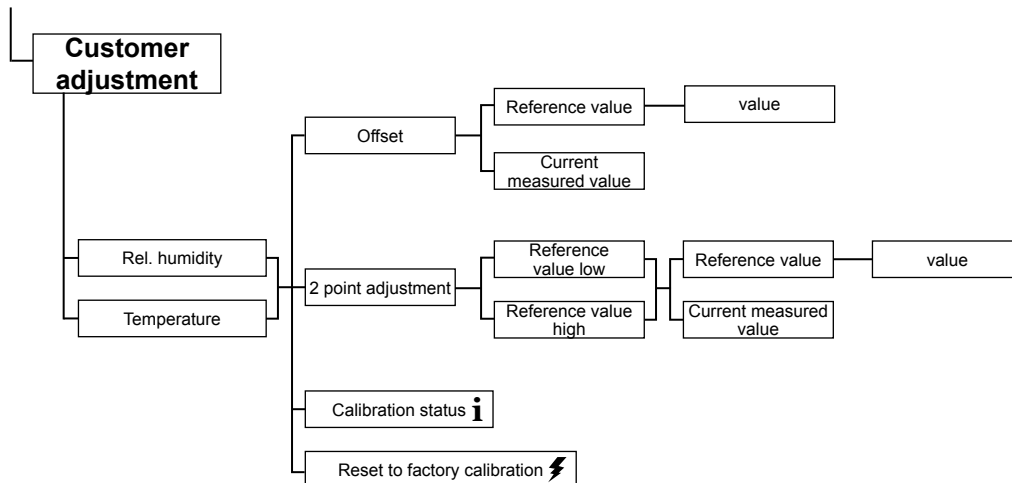 Customer
adjustment
Reference value
value
Offset
Current
measured value
Rel. humidity
Reference
value low
Reference value
value
2 point adjustment
Temperature
Reference value
high
Current measured
value
Calibration status i
Reset to factory calibration